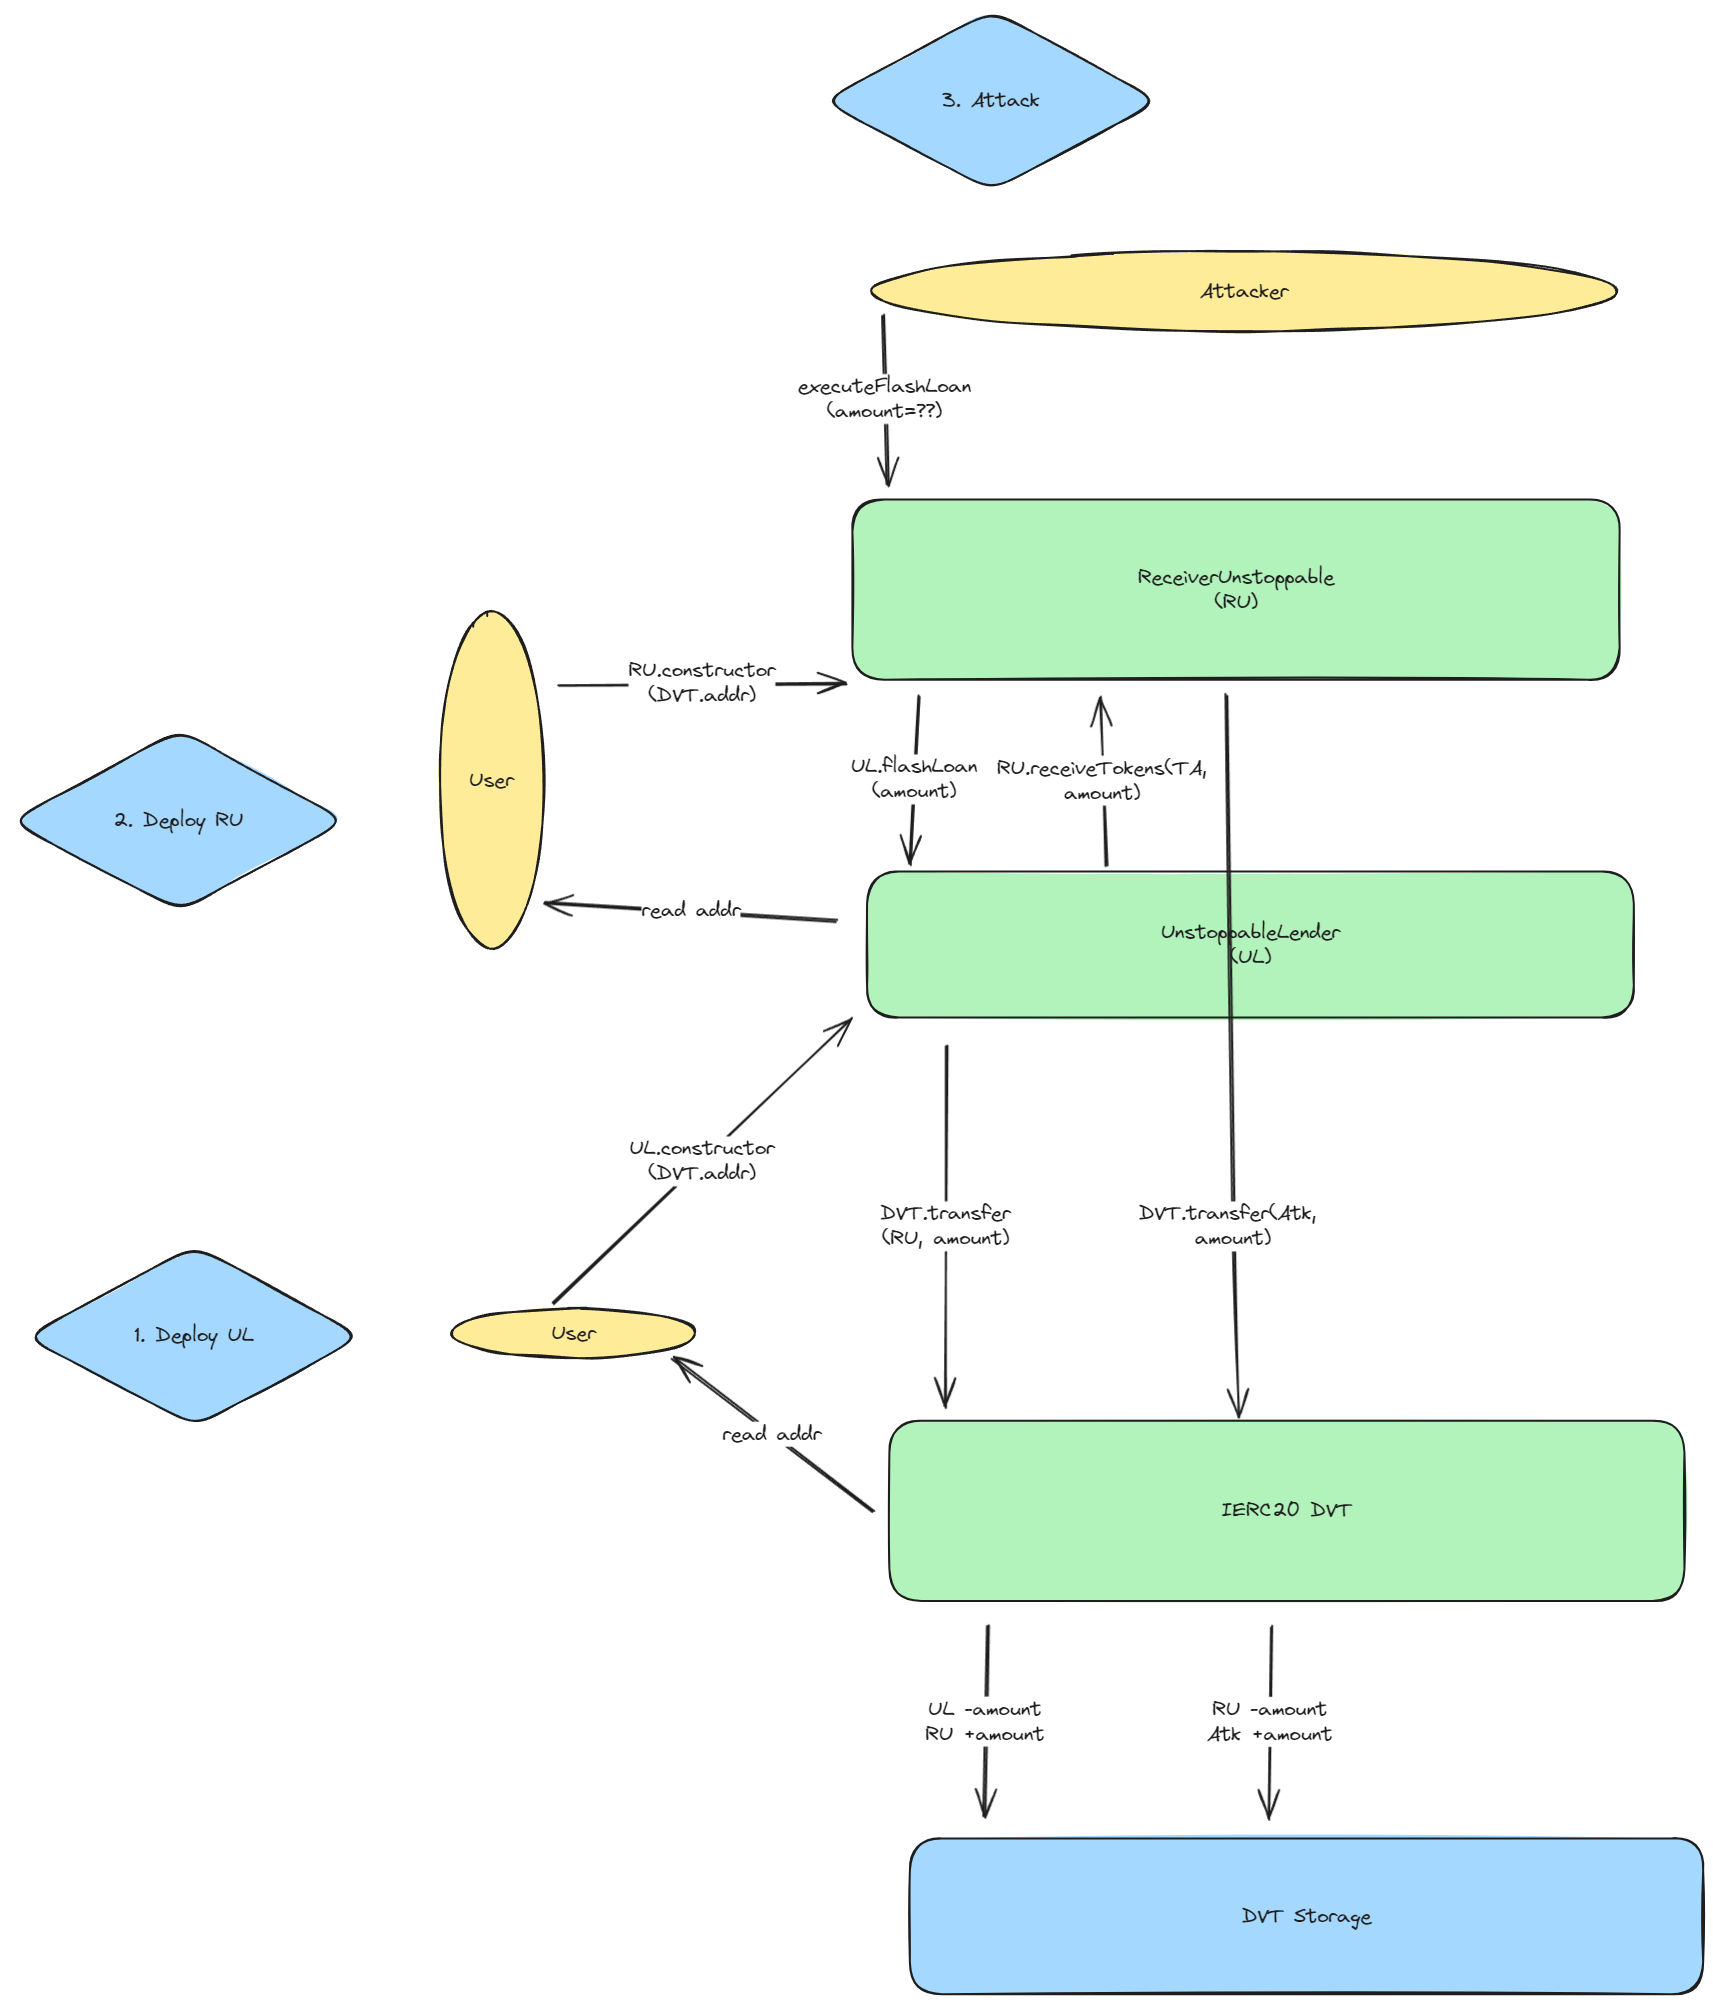 3. Attack
Attacker
executeFlashLoan
(amount=??)
ReceiverUnstoppable
(RU)
RU.constructor
(DVT.addr)
User
2. Deploy RU
UL.flashLoan
(amount)
RU.receiveTokens(TA,
amount)
read addr
UnstoppableLender
(UL)
UL.constructor
(DVT.addr)
DVT.transfer
(RU, amount)
DVT.transfer(Atk,
amount)
1. Deploy UL
User
read addr
IERC20 DVT
UL -amount
RU +amount
RU -amount
Atk +amount
DVT Storage